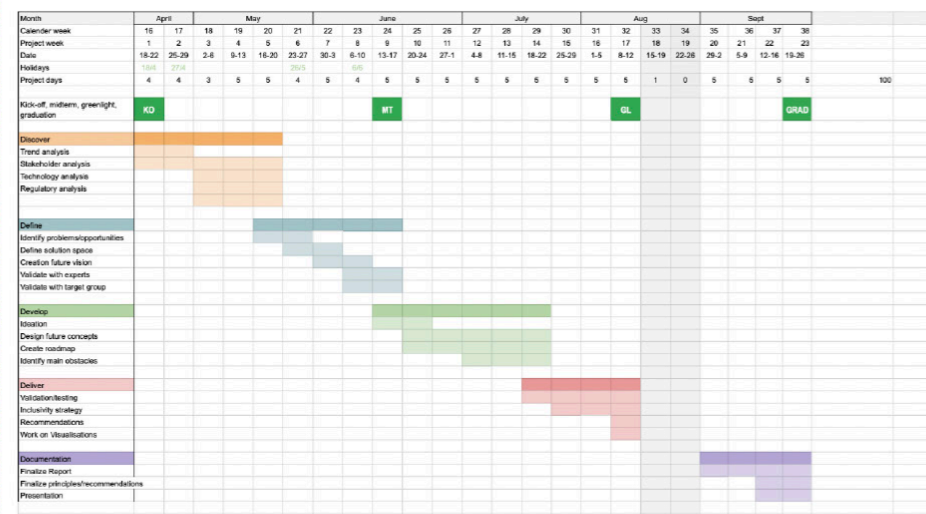 Month April May June July Aug Sept
Calender week 16 17 18 19 20 21 22 23 24 25 26 27 28 29 30 31 32 33 34 35 36 37 38
Project week 1 2 3 4 5 6 7 8 9 10 11 12 13 14 15 16 17 18 19 20 21 22 23
Date 18-22 25-29 2-6 9-13 16-20 23-27 30-3 6-10 13-17 20-24 27-1 4-8 11-15 18-22 25-29 1-5 8-12 15-19 22-26 29-2 5-9 12-16 19-26
Holidays 18/4 27/4 26/5 6/6
Project days 4 4 3 5 5 4 5 4 5 5 5 5 5 5 5 5 5 1 0 5 5 5 5 100
Kick-off, midterm, greenlight,
graduation KO MT GL GRAD
Discover
Trend analysis
Stakeholder analysis
Technology analysis
Regulatory analysis
Define
Identify problems/opportunities
Define solution space
Creation future vision
Validate with experts
Validate with target group
Develop
Ideation
Design future concepts
Create roadmap
Identify main obstacles
Deliver
Validation/testing
Inclusivity strategy
Recommendations
Work on Visualisations
Documentation
Finalize Report
Finalize principles/recommendations
Presentation